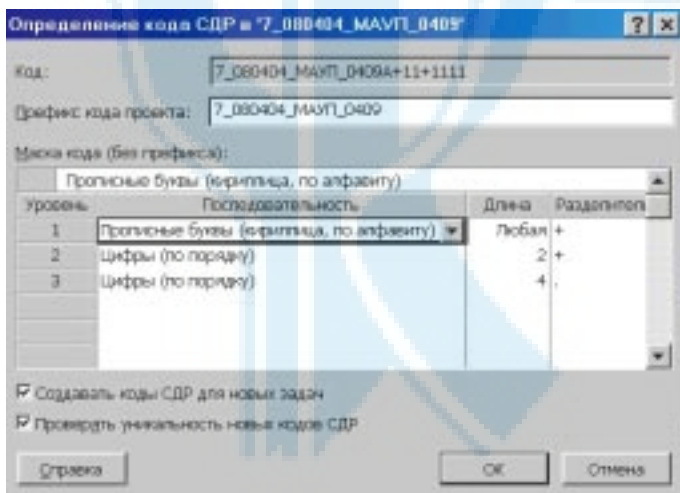 Определение кода СДР в "7_080404_МАУП_0409"
Код: 7_080404_МАУП_0409А+11+1111
Префикс кода проекта: 7_080404_МАУП_0409
Маска кода (без префикса):
Прописные буквы (кириллица, по алфавиту)
Уровень Последовательность Длина Разделител
1 Прописные буквы (кириллица, по алфавиту) Любая +
2 Цифры (по порядку) 2 +
3 Цифры (по порядку) 4 .
Создавать коды СДР для новых задач
Проверять уникальность новых кодов СДР
Справка ОК Отмена